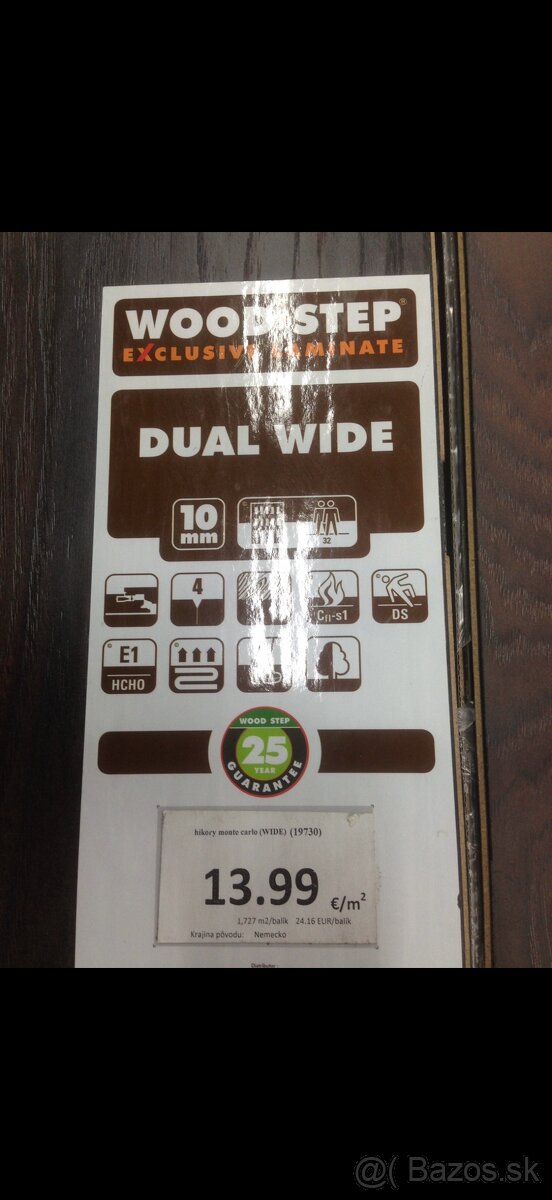 WOOD STEP®
EXCLUSIVE LAMINATE
DUAL WIDE
10
mm
32
4
Cfl-s1
DS
E1
HCHO
WOOD STEP
25
YEAR
GUARANTEE
hikory monte carlo (WIDE) (19730)
13.99 €/m²
1,727 m2/balík 24.16 EUR/balík
Krajina pôvodu: Nemecko
Distribútor :
@( Bazos.sk